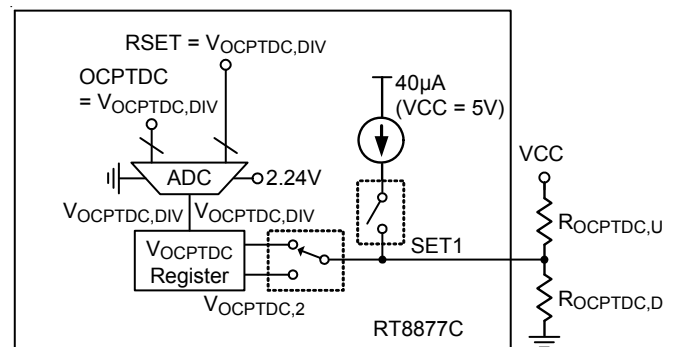 RSET = VOCPTDC,DIV
OCPTDC
= VOCPTDC,DIV
40µA
(VCC = 5V)
VCC
ADC
2.24V
VOCPTDC,DIV VOCPTDC,DIV
ROCPTDC,U
VOCPTDC
Register
SET1
VOCPTDC,2
ROCPTDC,D
RT8877C